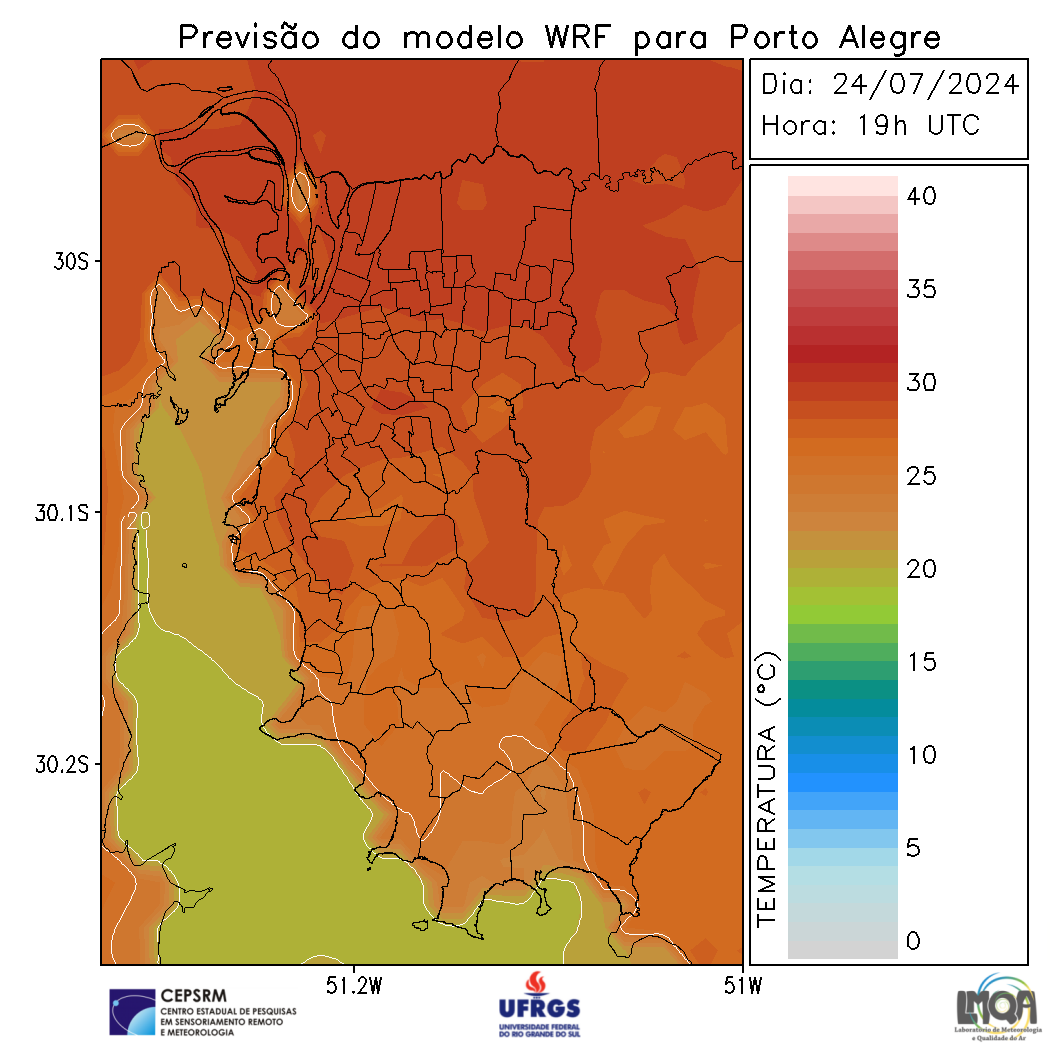 Previsão do modelo WRF para Porto Alegre
Dia: 24/07/2024
Hora: 19h UTC
40
35
30
25
20
15
10
5
0
TEMPERATURA (°C)
30S
30.1S
30.2S
20
51.2W
51W
CEPSRM
CENTRO ESTADUAL DE PESQUISAS
EM SENSORIAMENTO REMOTO
E METEOROLOGIA
UFRGS
UNIVERSIDADE FEDERAL
DO RIO GRANDE DO SUL
LMQA
Laboratório de Meteorologia
e Qualidade do Ar